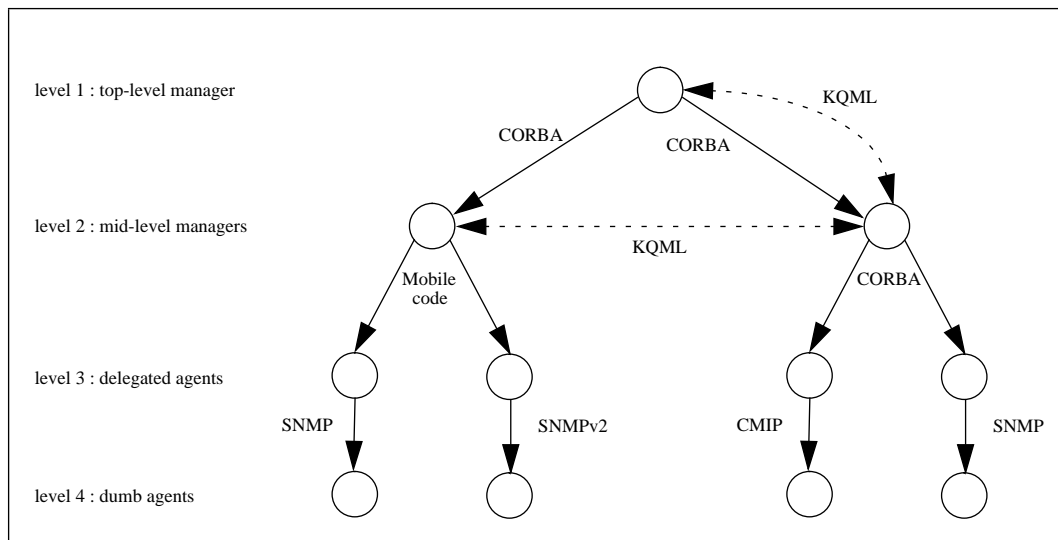 level 1 : top-level manager
KQML
CORBA
CORBA
level 2 : mid-level managers
KQML
Mobile
code
CORBA
level 3 : delegated agents
SNMP
SNMPv2
CMIP
SNMP
level 4 : dumb agents